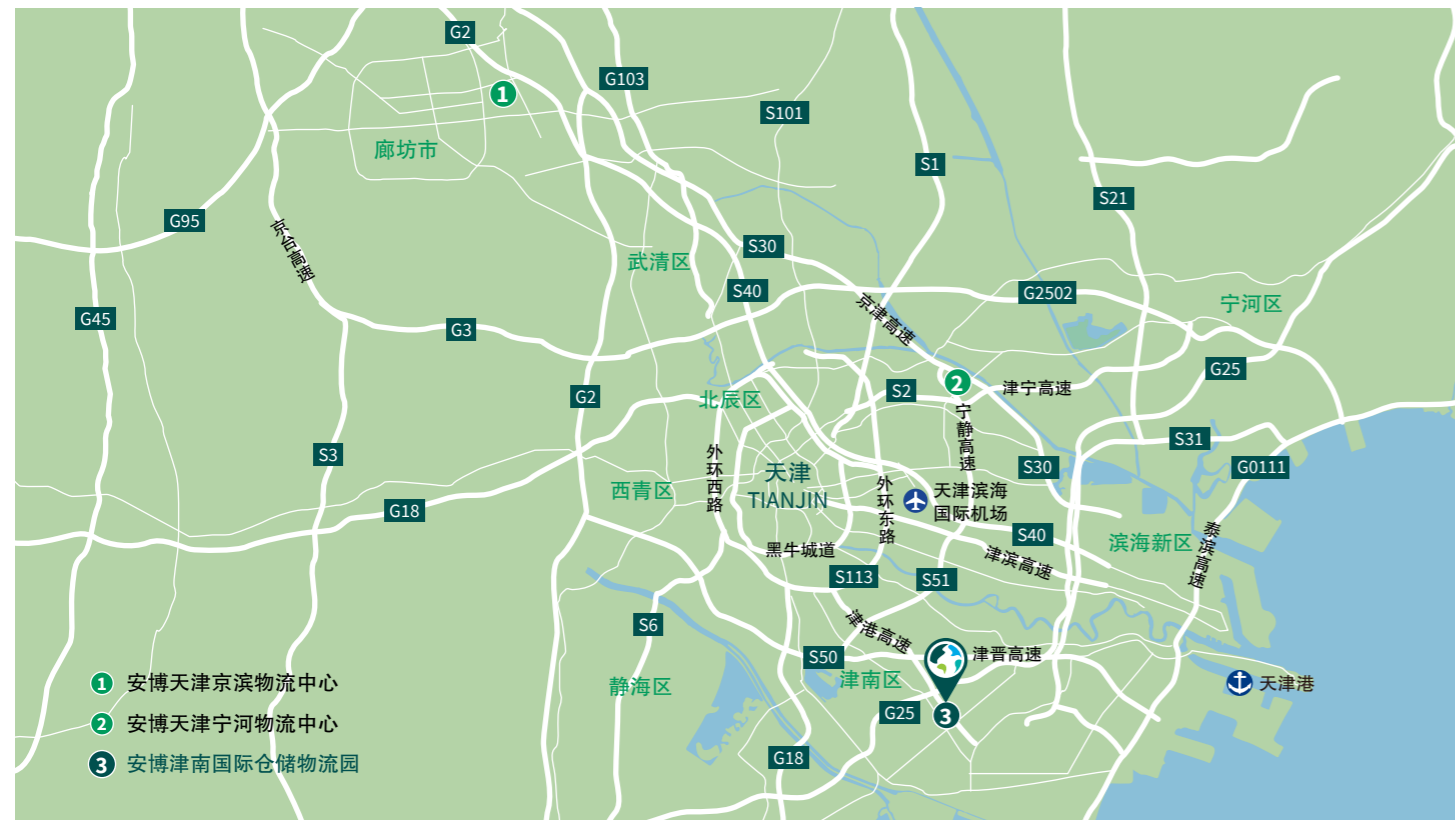 G2
G103
1
S101
廊坊市
S1
S21
G95
京台高速
武清区
S30
S40
G2502
宁河区
京津高速
G45
G3
G25
2
津宁高速
S2
G2
北辰区
宁静高速
S31
S3
外环西路
天津
TIANJIN
S30
G0111
西青区
外环东路
天津滨海
国际机场
G18
S40
滨海新区
泰滨高速
黑牛城道
津滨高速
S113
S51
S6
津港高速
S50
津晋高速
静海区
津南区
天津港
G25
3
G18
1 安博天津京滨物流中心
2 安博天津宁河物流中心
3 安博津南国际仓储物流园